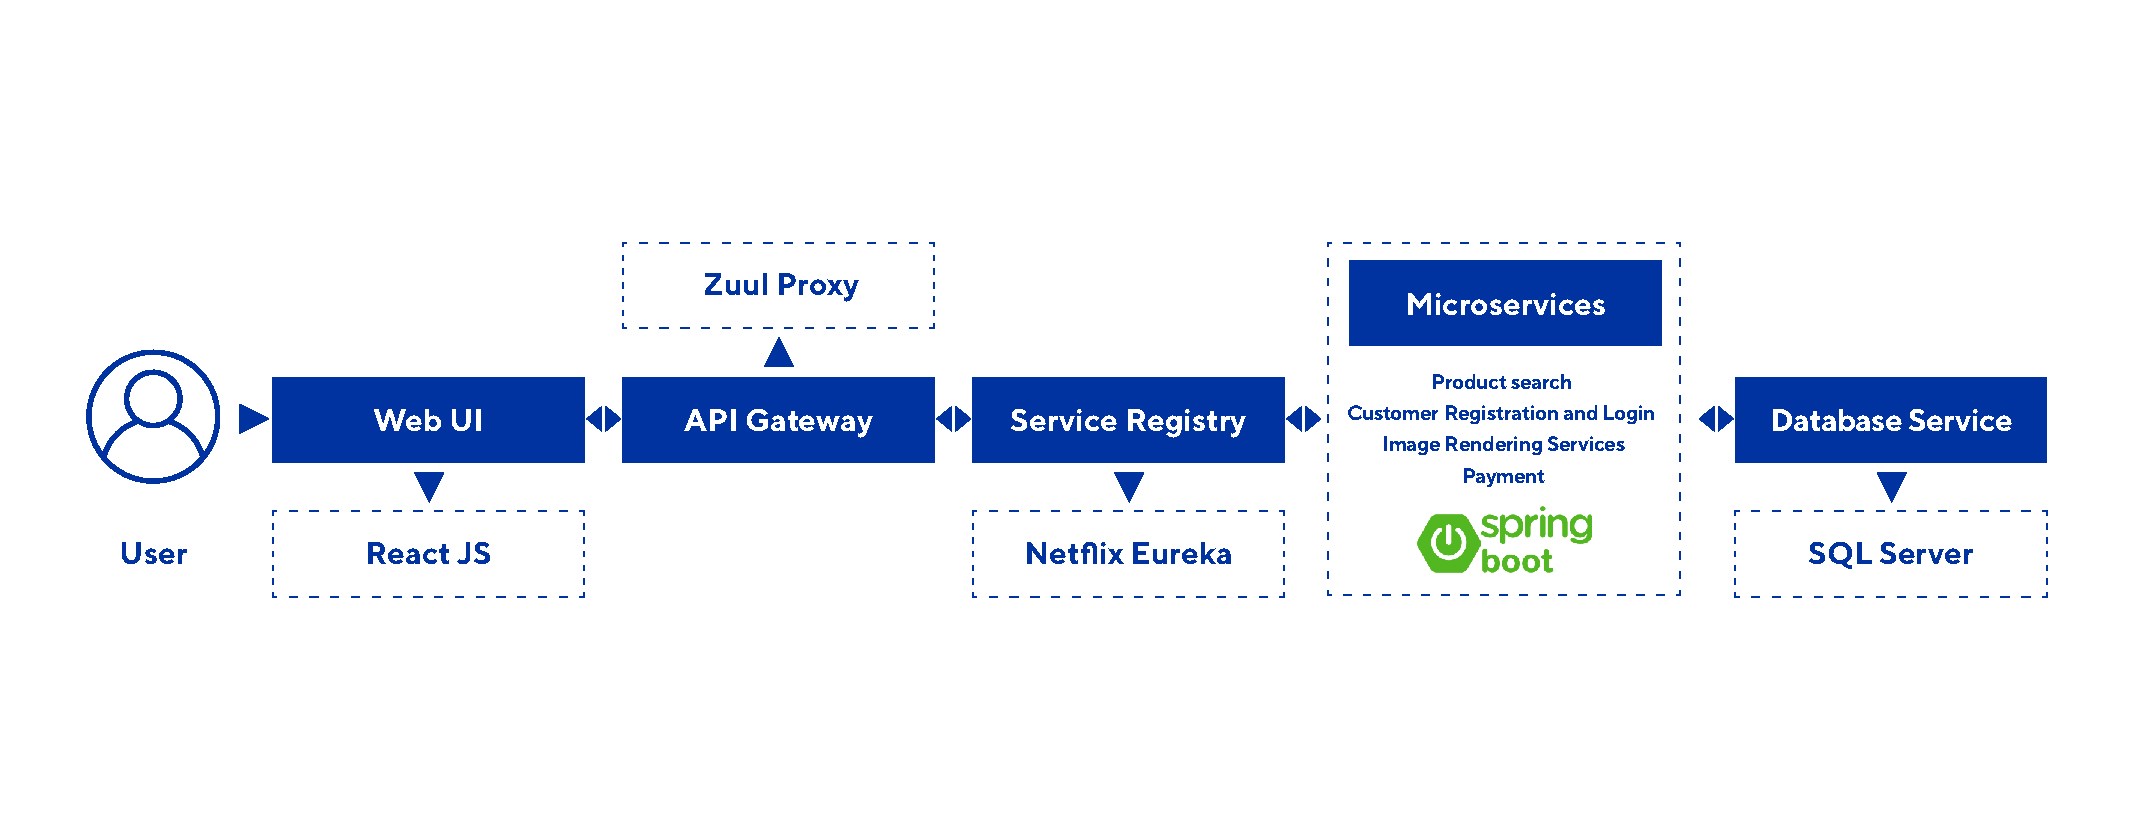 User
Web UI
React JS
Zuul Proxy
API Gateway
Service Registry
Netflix Eureka
Microservices
Product search
Customer Registration and Login
Image Rendering Services
Payment
spring
boot
Database Service
SQL Server